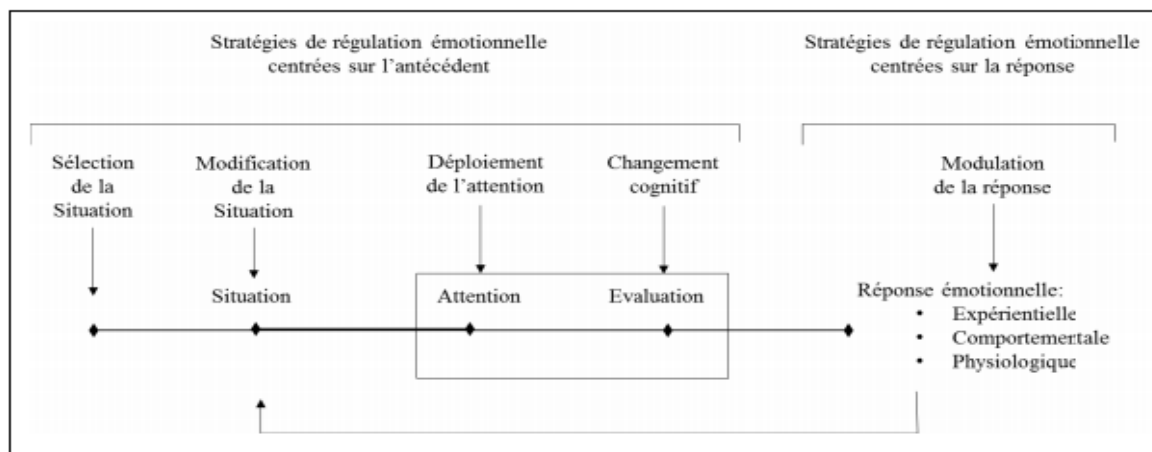 Stratégies de régulation émotionnelle
centrées sur l'antécédent
Stratégies de régulation émotionnelle
centrées sur la réponse
Sélection
de la
Situation
Modification
de la
Situation
Déploiement
de l'attention
Changement
cognitif
Modulation
de la réponse
Situation
Attention
Evaluation
Réponse émotionnelle:
• Expérientielle
• Comportementale
• Physiologique